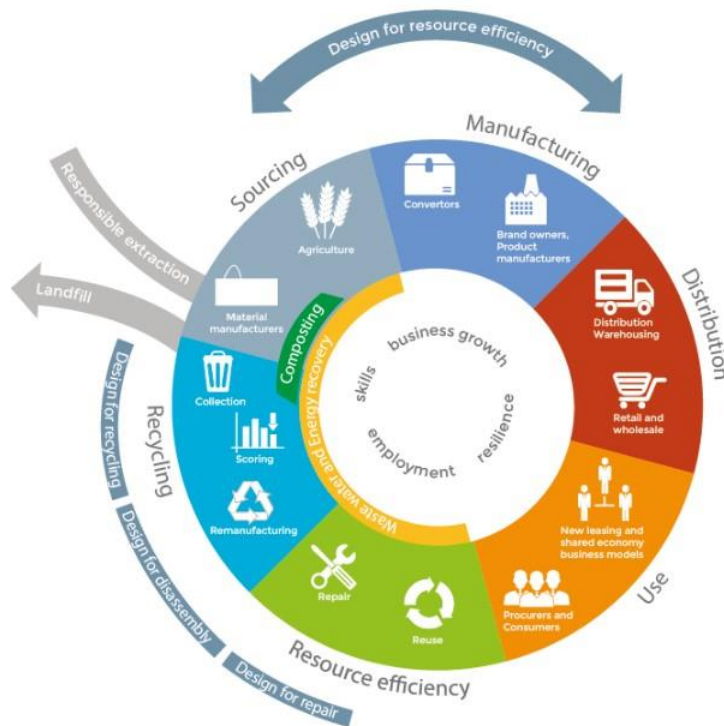 Design for resource efficiency
Manufacturing
Sourcing
Responsible extraction
Convertors
Brand owners,
Product
manufacturers
Agriculture
Landfill
Material
manufacturers
Distribution
Distribution
Warehousing
Retail and
wholesale
Composting
Waste water and Energy recovery
business growth
skills
resilience
employment
Design for recycling
Recycling
Collection
Scoring
Remanufacturing
New leasing and
shared economy
business models
Use
Procurers and
Consumers
Repair
Reuse
Resource efficiency
Design for disassembly
Design for repair